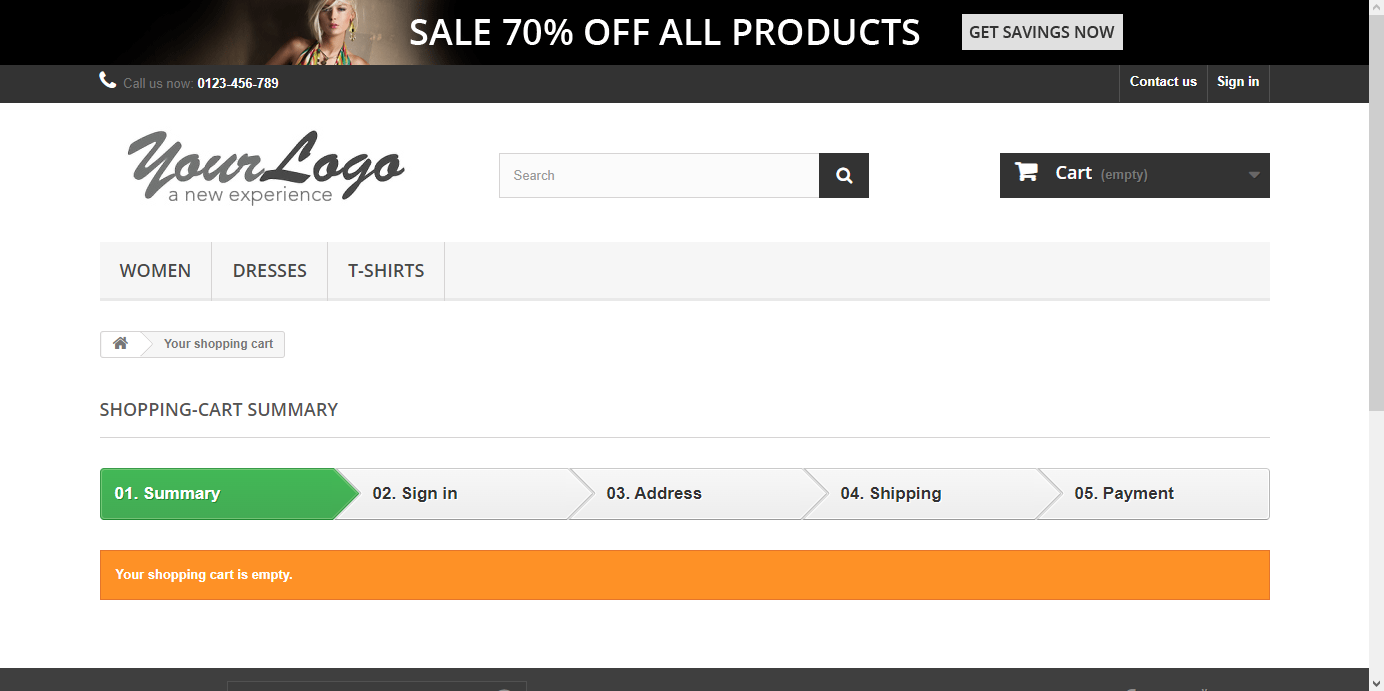 SALE 70% OFF ALL PRODUCTS
GET SAVINGS NOW
Call us now: 0123-456-789
Contact us
Sign in
YourLogo
a new experience
Search
Cart (empty)
WOMEN
DRESSES
T-SHIRTS
Your shopping cart
SHOPPING-CART SUMMARY
01. Summary
02. Sign in
03. Address
04. Shipping
05. Payment
Your shopping cart is empty.